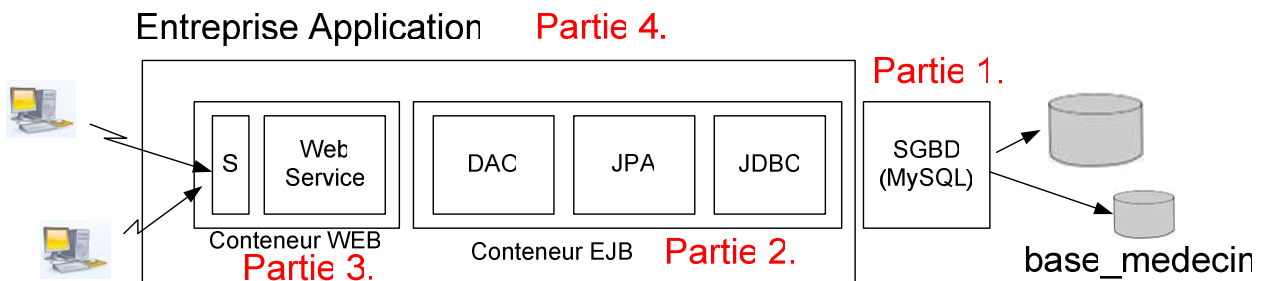 Entreprise Application Partie 4.
Partie 1.
S
Web
Service
DAO
JPA
JDBC
SGBD
(MySQL)
Conteneur WEB
Partie 3.
Conteneur EJB
Partie 2.
base_medecin